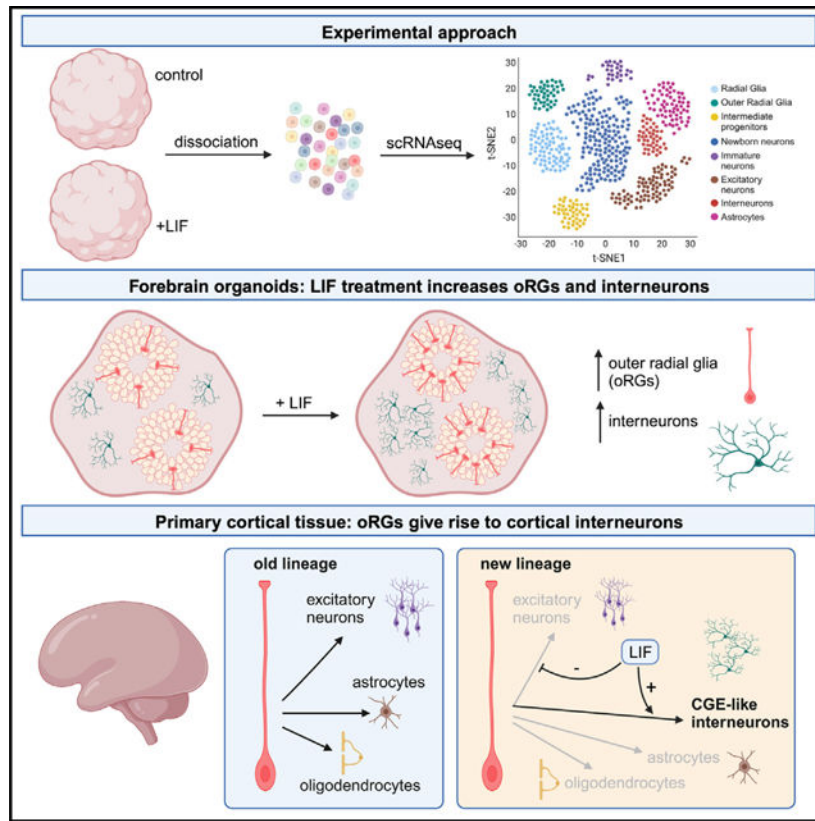 Experimental approach
control
+LIF
dissociation
scRNAseq
t-SNE2
30
20
10
0
-10
-20
-30
-30
-20
-10
0
10
20
30
t-SNE1
Radial Glia
Outer Radial Glia
Intermediate
progenitors
Newborn neurons
Immature
neurons
Excitatory
neurons
Interneurons
Astrocytes
Forebrain organoids: LIF treatment increases oRGs and interneurons
+ LIF
outer radial glia
(oRGs)
interneurons
Primary cortical tissue: oRGs give rise to cortical interneurons
old lineage
excitatory
neurons
astrocytes
oligodendrocytes
new lineage
excitatory
neurons
LIF
-
+
CGE-like
interneurons
astrocytes
oligodendrocytes